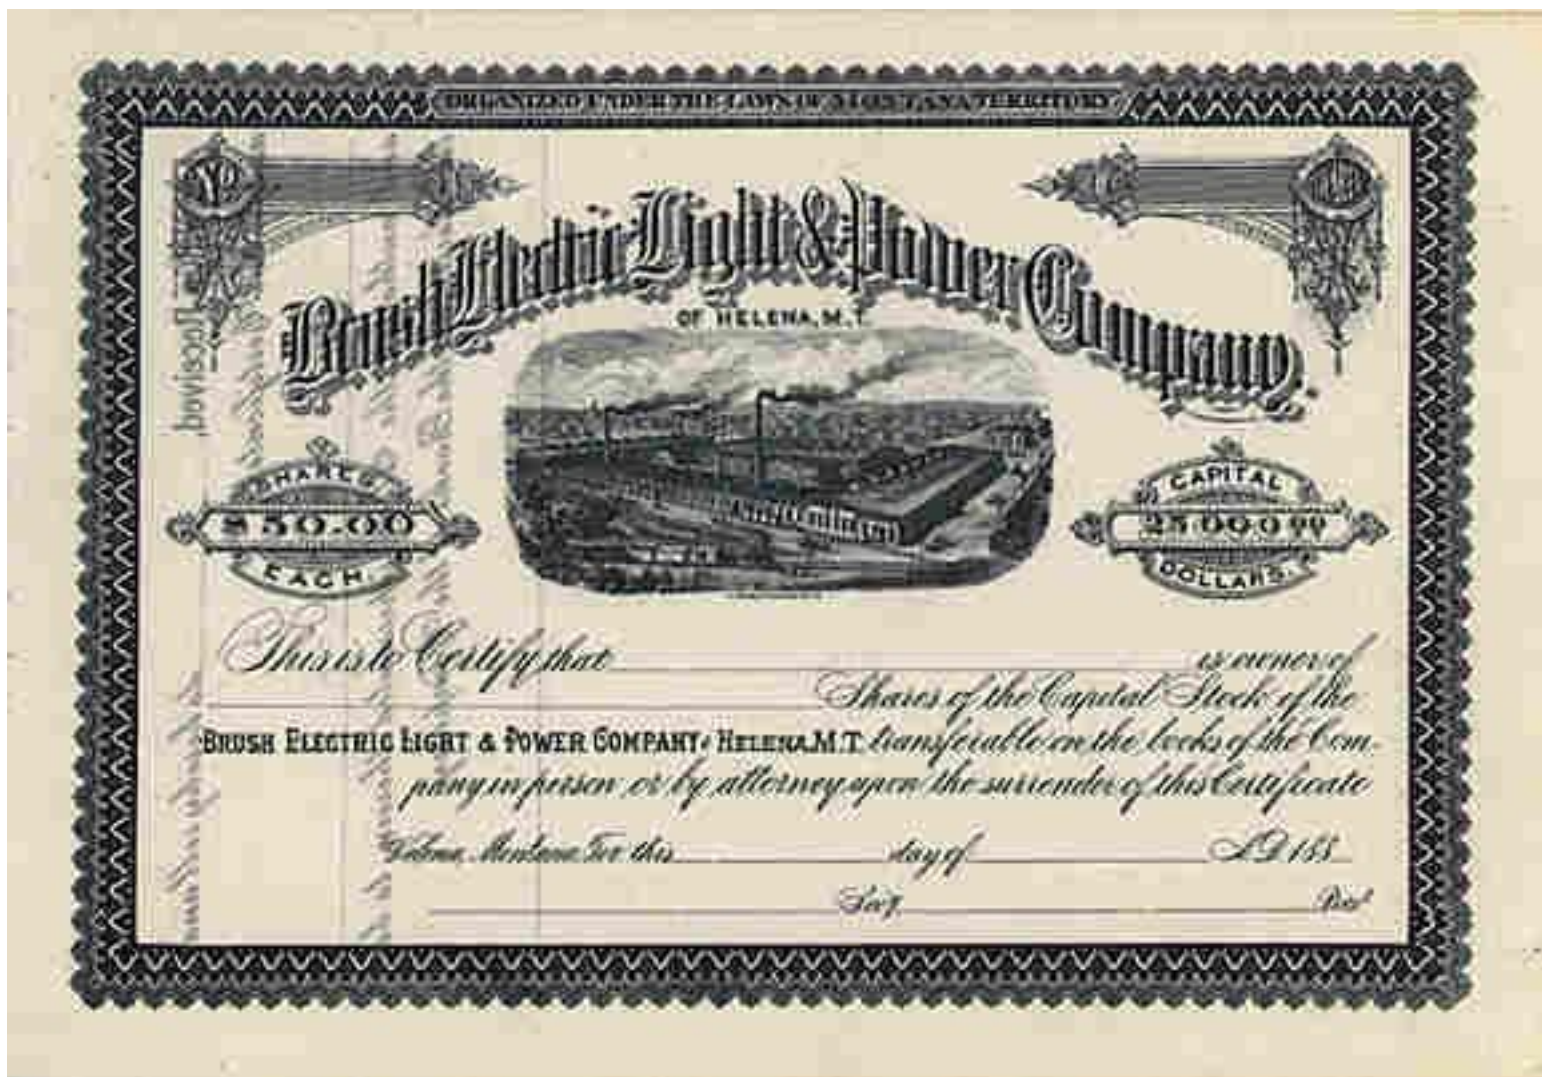 ORGANIZED UNDER THE LAWS OF MONTANA TERRITORY
No
Brush Electric Light & Power Company
OF HELENA, M.T.
SHARES
$50.00
EACH.
CAPITAL
25.000.00
DOLLARS.
This is to Certify that is owner of
Shares of the Capital Stock of the
BRUSH ELECTRIC LIGHT & POWER COMPANY, HELENA, M.T. transferable on the books of the Com-
pany in person or by attorney upon the surrender of this Certificate
Helena, Montana Ter. this day of A.D. 188
Sec'y. Pres't